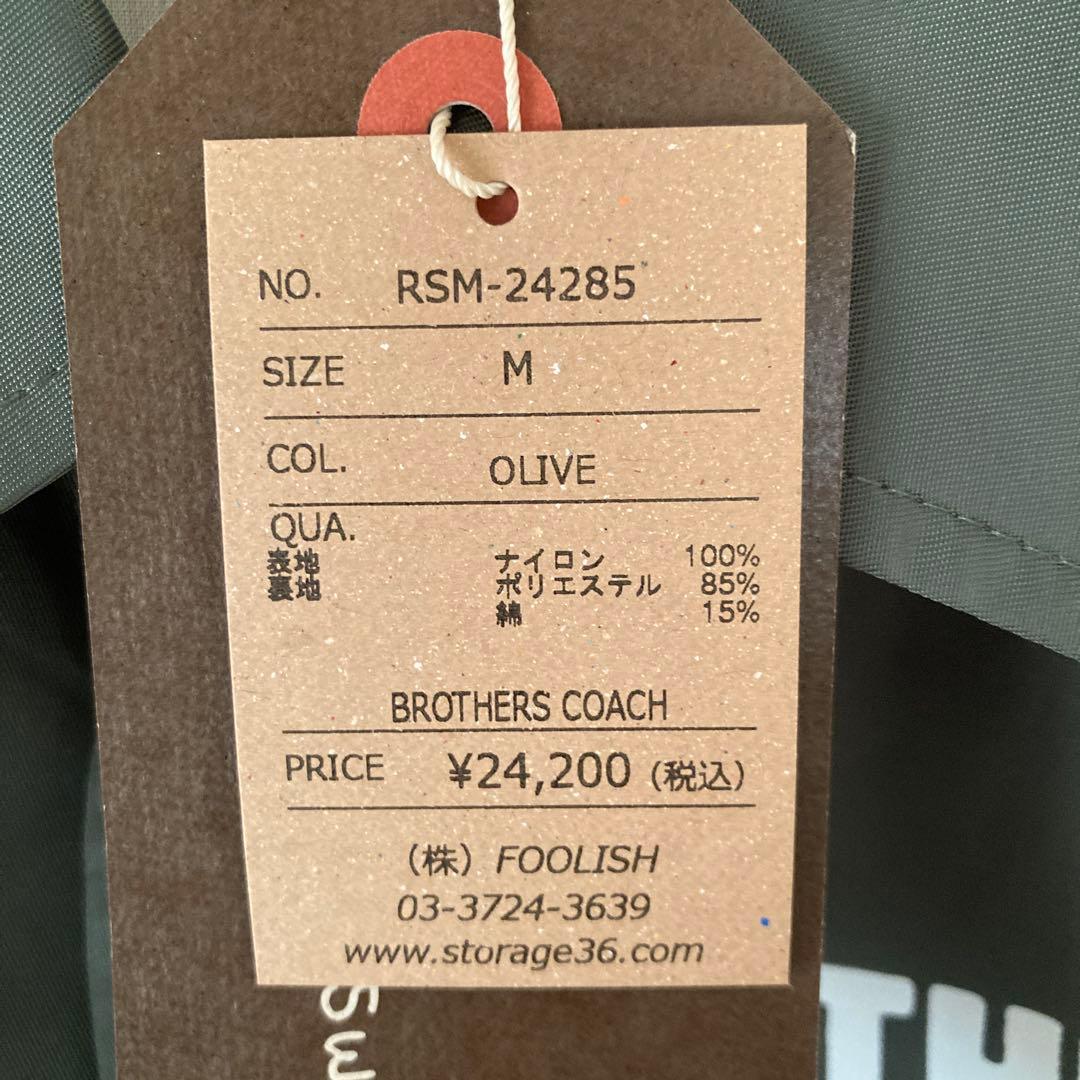 NO. RSM-24285
SIZE M
COL. OLIVE
QUA.
表地 ナイロン 100%
裏地 ポリエステル 85%
綿 15%
BROTHERS COACH
PRICE ¥24,200 (税込)
(株) FOOLISH
03-3724-3639
www.storage36.com
TH